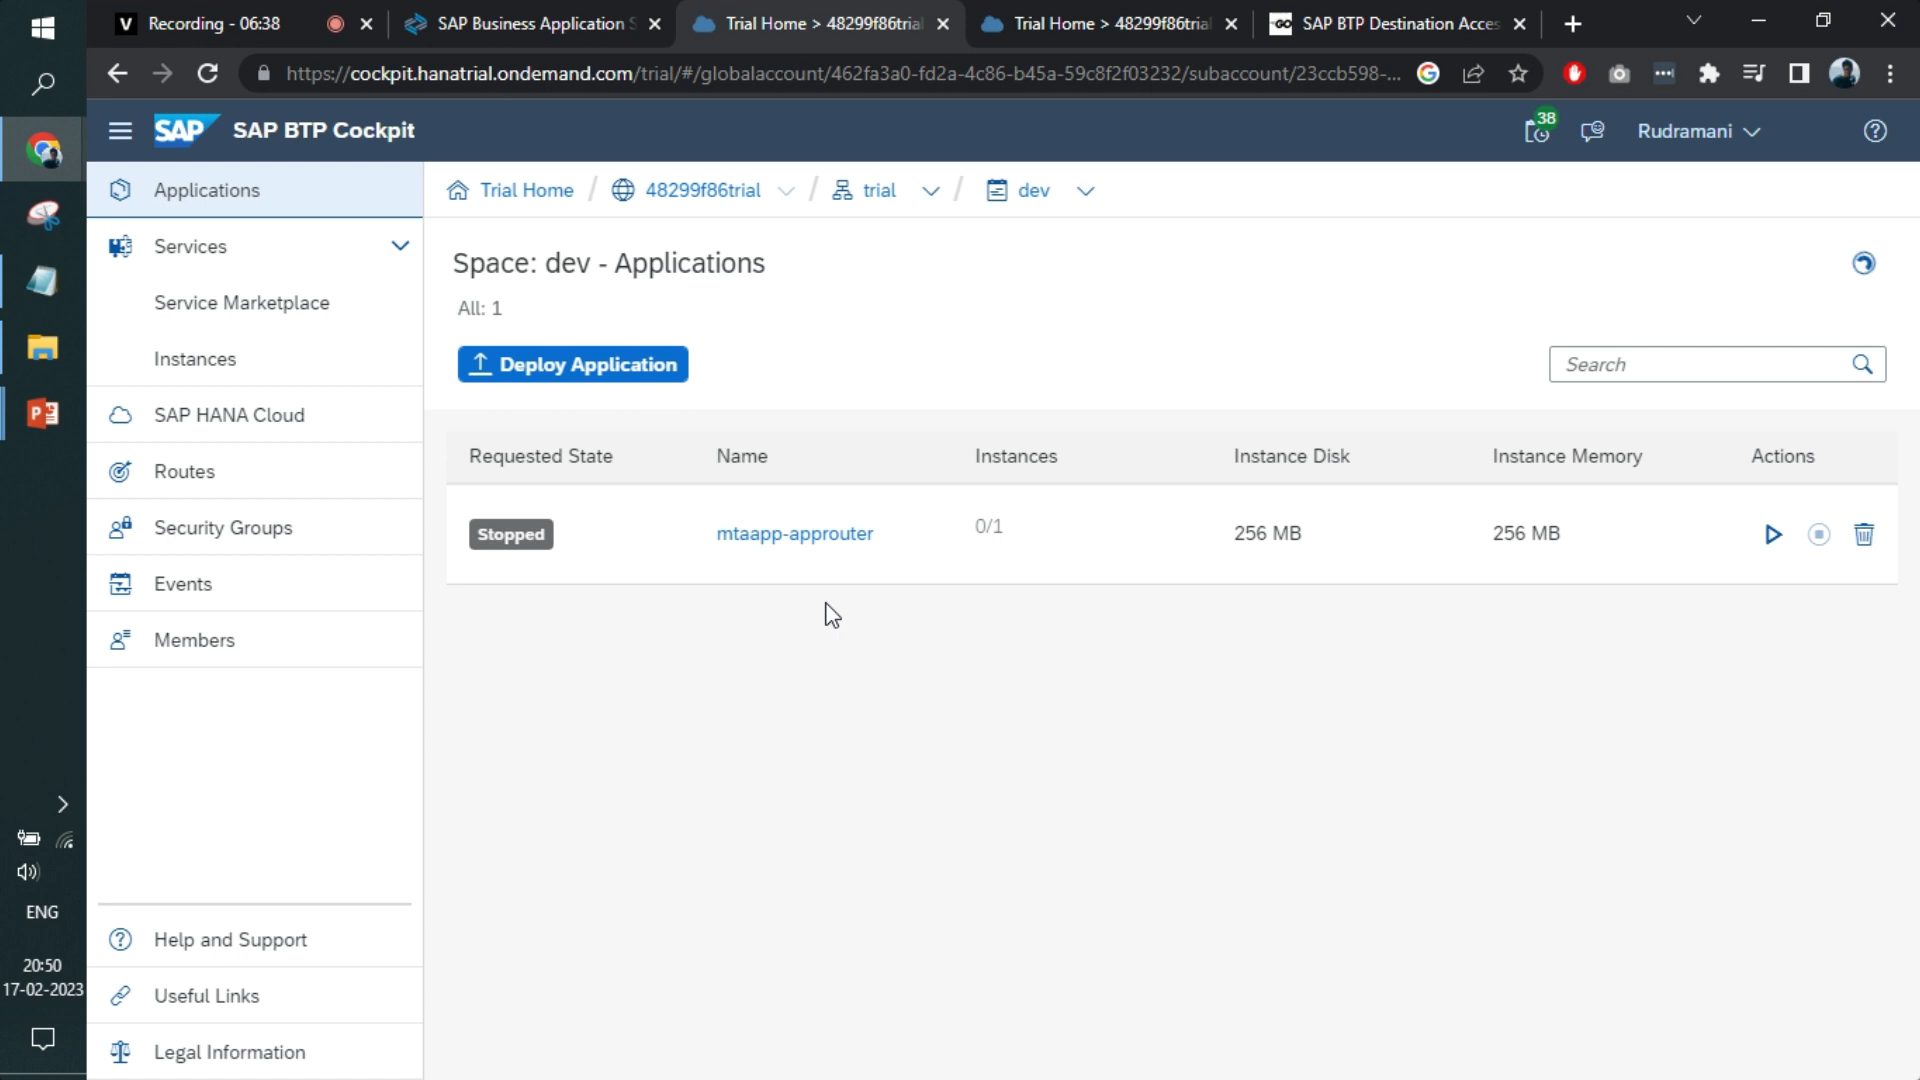 V Recording - 06:38
SAP Business Application S
Trial Home > 48299f86tria
Trial Home > 48299f86tria
-GO SAP BTP Destination Acces
https://cockpit.hanatrial.ondemand.com/trial/#/globalaccount/462fa3a0-fd2a-4c86-b45a-59c8f2f03232/subaccount/23ccb598-...
SAP SAP BTP Cockpit
38
Rudramani
Applications
Services
Service Marketplace
Instances
SAP HANA Cloud
Routes
Security Groups
Events
Members
Help and Support
Useful Links
Legal Information
Trial Home / 48299f86trial / trial / dev
Space: dev - Applications
All: 1
Deploy Application
Search
Requested State Name Instances Instance Disk Instance Memory Actions
Stopped mtaapp-approuter 0/1 256 MB 256 MB
ENG
20:50
17-02-2023